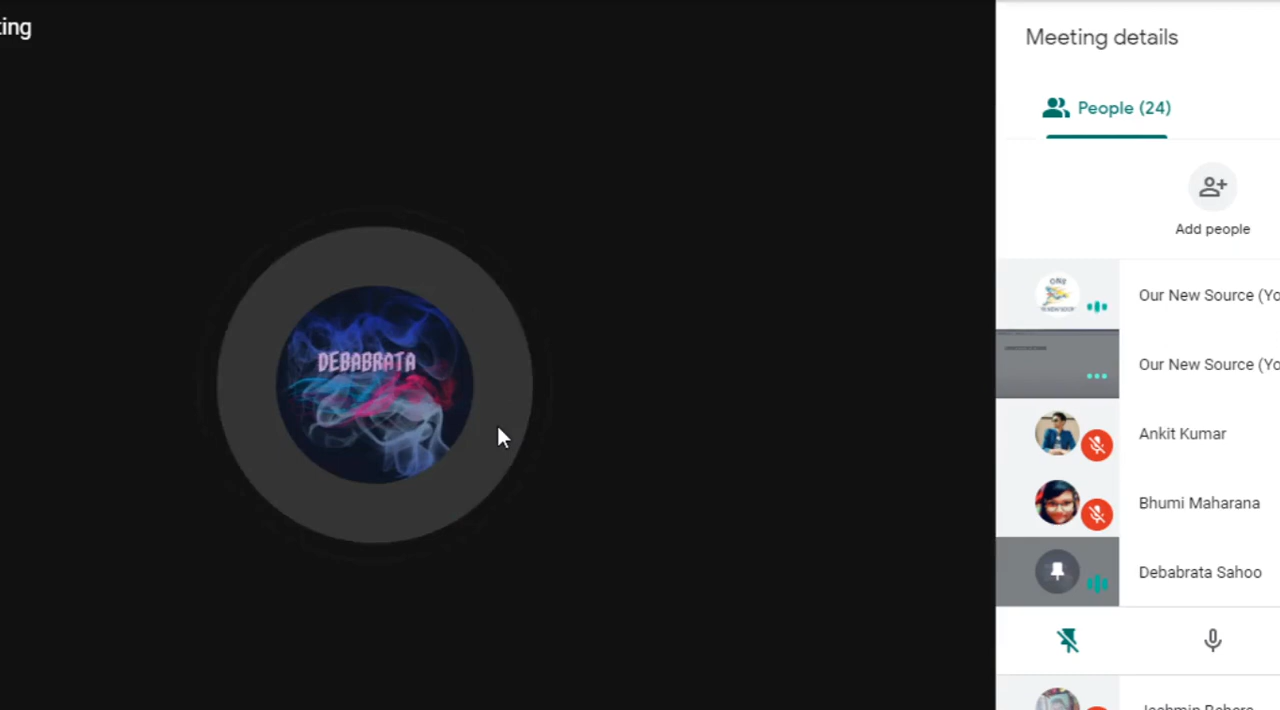 ting
Meeting details
People (24)
Add people
ONE
Our New Source (Yo
Our New Source (Yo
DEBABRATA
Ankit Kumar
Bhumi Maharana
Debabrata Sahoo